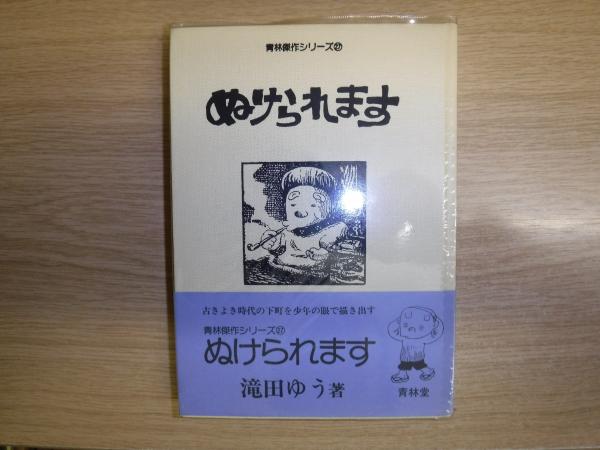 青林傑作シリーズ㉗
ぬけられます
古きよき時代の下町を少年の眼で描き出す
青林傑作シリーズ㉗
ぬけられます
滝田ゆう著
青林堂